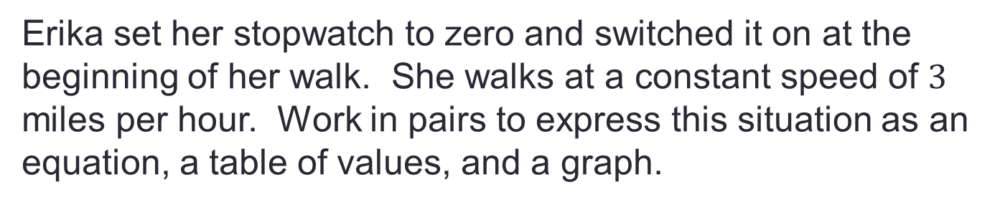 Erika set her stopwatch to zero and switched it on at the
beginning of her walk.  She walks at a constant speed of 3
miles per hour.  Work in pairs to express this situation as an
equation, a table of values, and a graph.